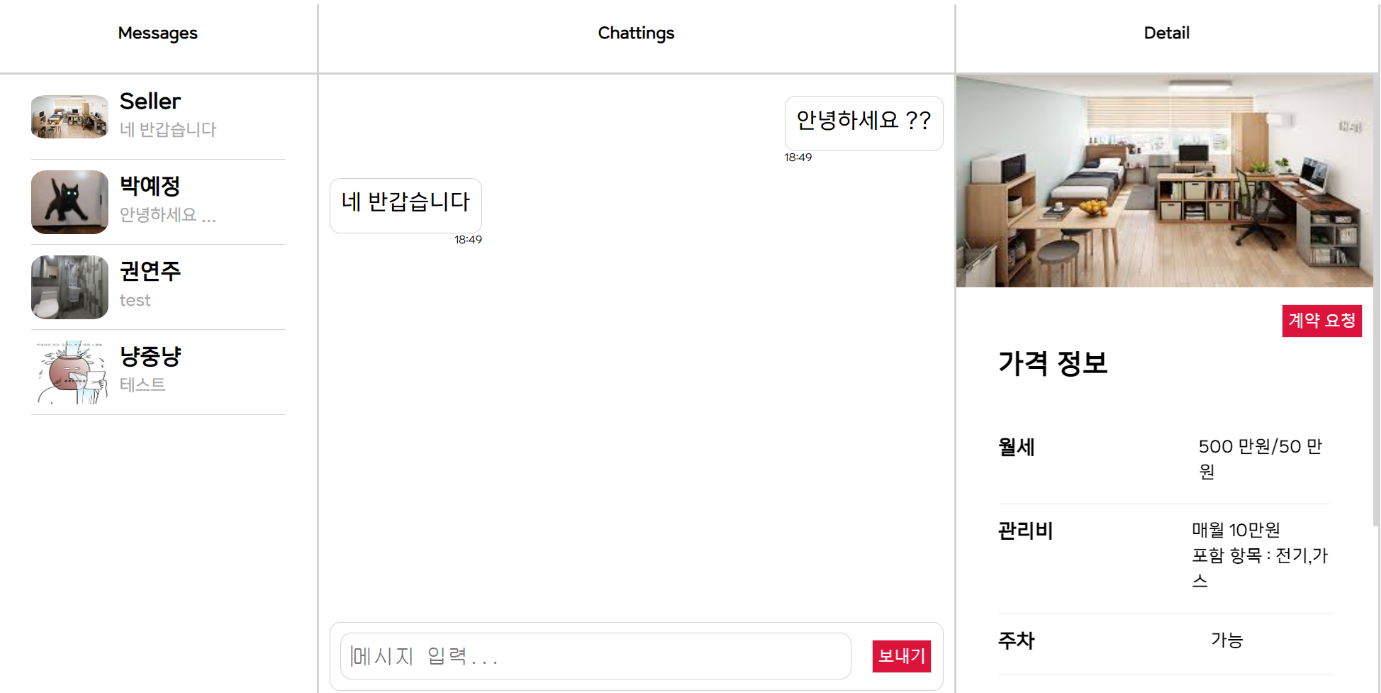 Messages
Chattings
Detail
Seller
네 반갑습니다
박예정
안녕하세요 ...
권연주
test
냥중냥
테스트
안녕하세요 ??
18:49
네 반갑습니다
18:49
메시지 입력...
보내기
계약 요청
가격 정보
월세
500 만원/50 만
원
관리비
매월 10만원
포함 항목 : 전기,가
스
주차
가능